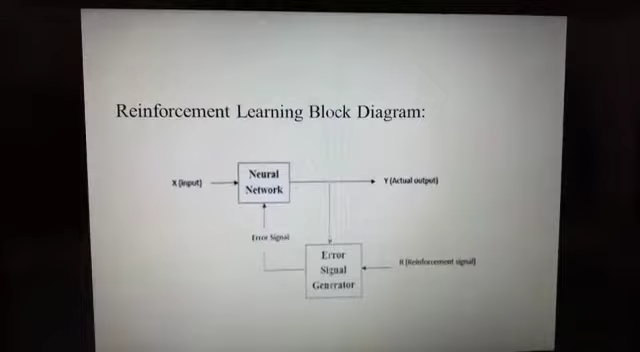 Reinforcement Learning Block Diagram:
Neural
Network
X (input)
Y (Actual output)
Error Signal
Error
Signal
Generator
R (Reinforcement signal)